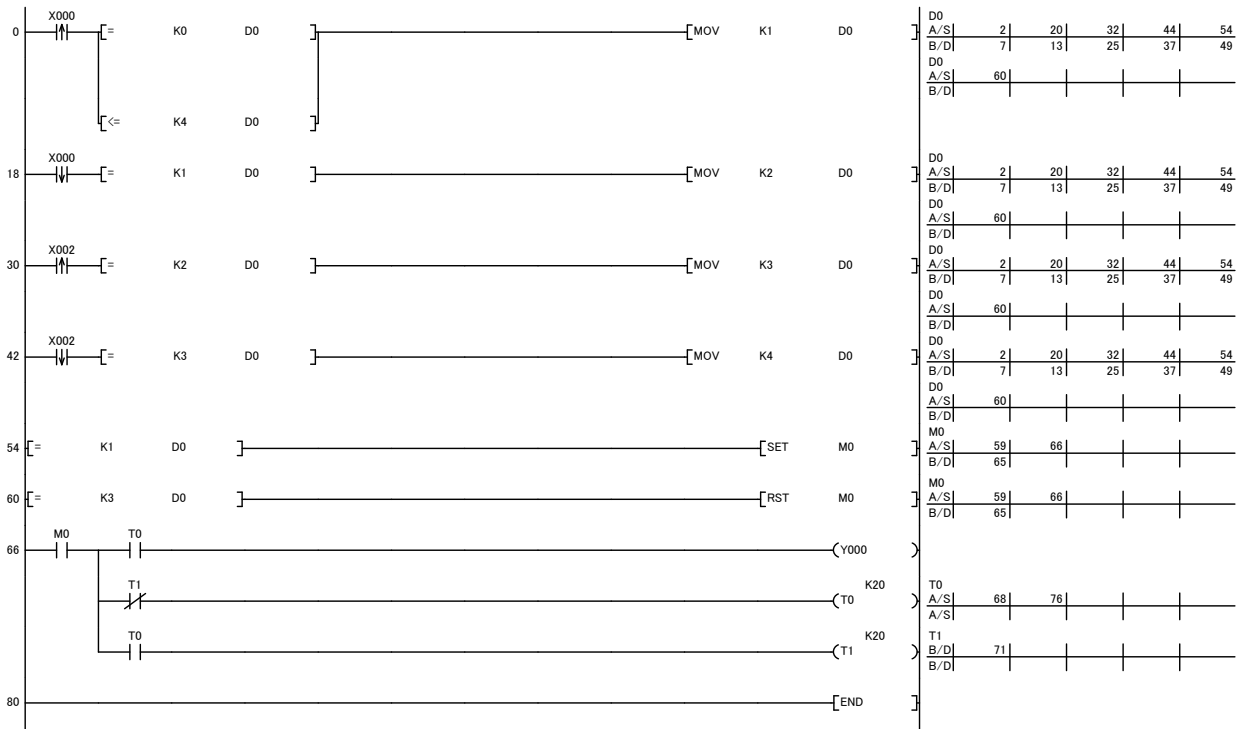 X000 D0
0 [= K0 D0 ] [MOV K1 D0 ] A/S 2 20 32 44 54
B/D 7 13 25 37 49
D0
A/S 60
B/D
[<= K4 D0 ]
X000 D0
18 [= K1 D0 ] [MOV K2 D0 ] A/S 2 20 32 44 54
B/D 7 13 25 37 49
D0
A/S 60
B/D
X002 D0
30 [= K2 D0 ] [MOV K3 D0 ] A/S 2 20 32 44 54
B/D 7 13 25 37 49
D0
A/S 60
B/D
X002 D0
42 [= K3 D0 ] [MOV K4 D0 ] A/S 2 20 32 44 54
B/D 7 13 25 37 49
D0
A/S 60
B/D
M0
54 [= K1 D0 ] [SET M0 ] A/S 59 66
B/D 65
M0
60 [= K3 D0 ] [RST M0 ] A/S 59 66
B/D 65
M0 T0
66 (Y000 )
T1 K20 T0
(T0 ) A/S 68 76
A/S
T0 K20 T1
(T1 ) B/D 71
B/D
80 [END ]